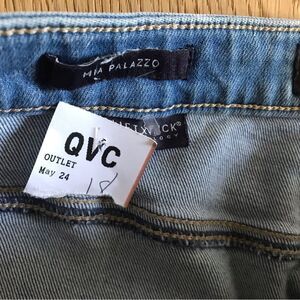 MIA PALAZZO
QVC
OUTLET
May 24
18